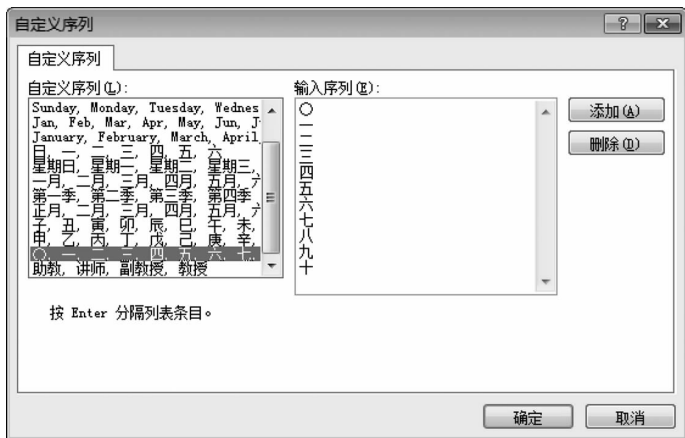 自定义序列
自定义序列
自定义序列(L):
Sunday, Monday, Tuesday, Wednes
Jan, Feb, Mar, Apr, May, Jun, J
January, February, March, April
日, 一, 二, 三, 四, 五, 六
星期日, 星期一, 星期二, 星期三,
一月, 二月, 三月, 四月, 五月, 六
第一季, 第二季, 第三季, 第四季
正月, 二月, 三月, 四月, 五月, 六
子, 丑, 寅, 卯, 辰, 巳, 午, 未,
甲, 乙, 丙, 丁, 戊, 己, 庚, 辛,
〇, 一, 二, 三, 四, 五, 六, 七,
助教, 讲师, 副教授, 教授
输入序列(E):
〇
一
二
三
四
五
六
七
八
九
十
添加(A)
删除(D)
按 Enter 分隔列表条目。
确定
取消